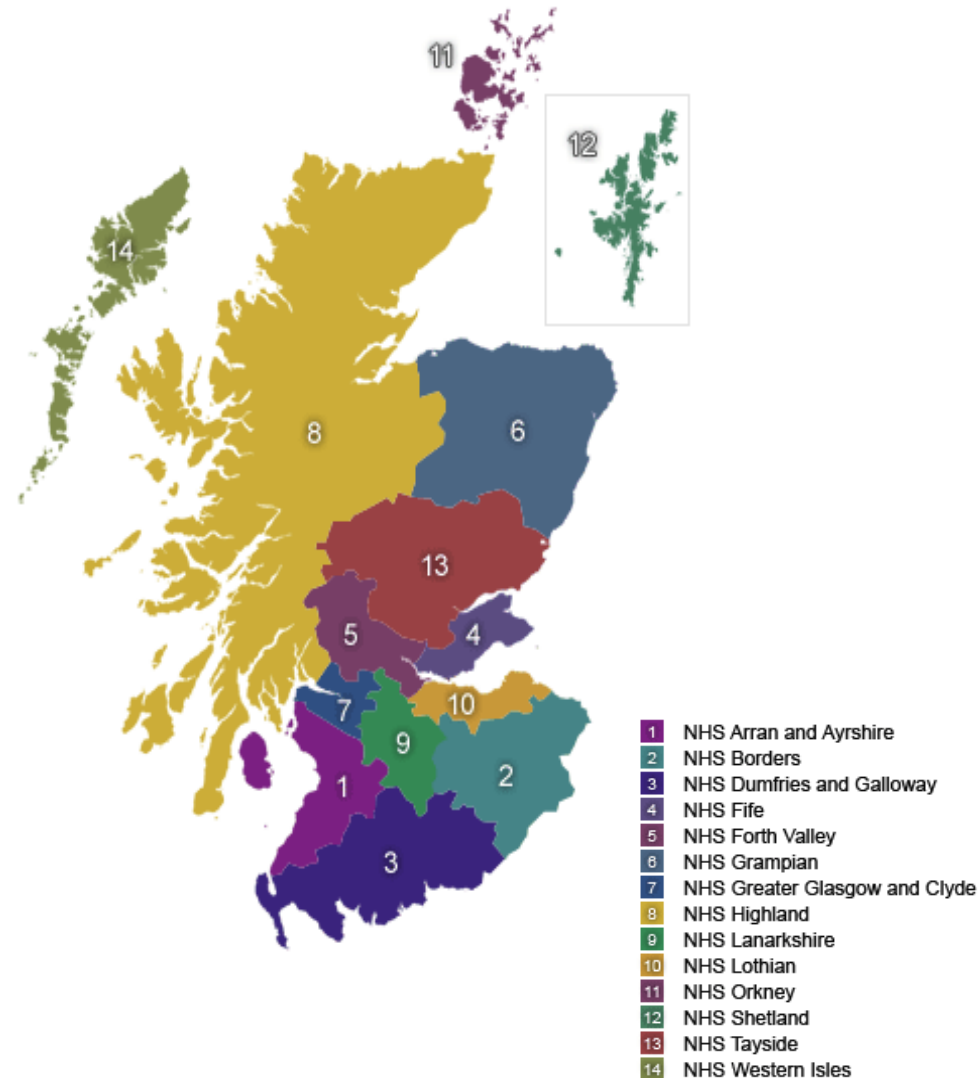 11
12
14
8
6
13
5
4
7
10
9
1
2
3
1 NHS Arran and Ayrshire
2 NHS Borders
3 NHS Dumfries and Galloway
4 NHS Fife
5 NHS Forth Valley
6 NHS Grampian
7 NHS Greater Glasgow and Clyde
8 NHS Highland
9 NHS Lanarkshire
10 NHS Lothian
11 NHS Orkney
12 NHS Shetland
13 NHS Tayside
14 NHS Western Isles